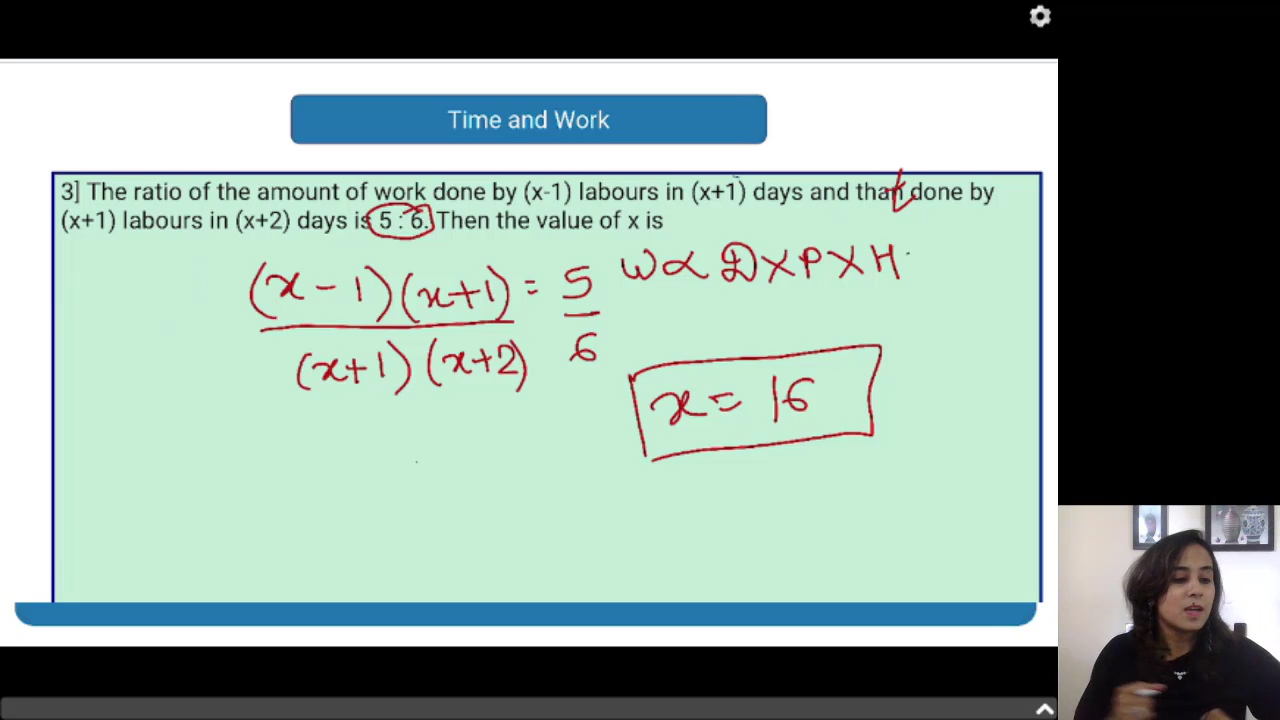 Time and Work
3] The ratio of the amount of work done by (x-1) labours in (x+1) days and that done by
(x+1) labours in (x+2) days is 5 : 6. Then the value of x is
W ∝ D × P × H
(x - 1) (x + 1) = 5
(x + 1) (x + 2) 6
x = 16